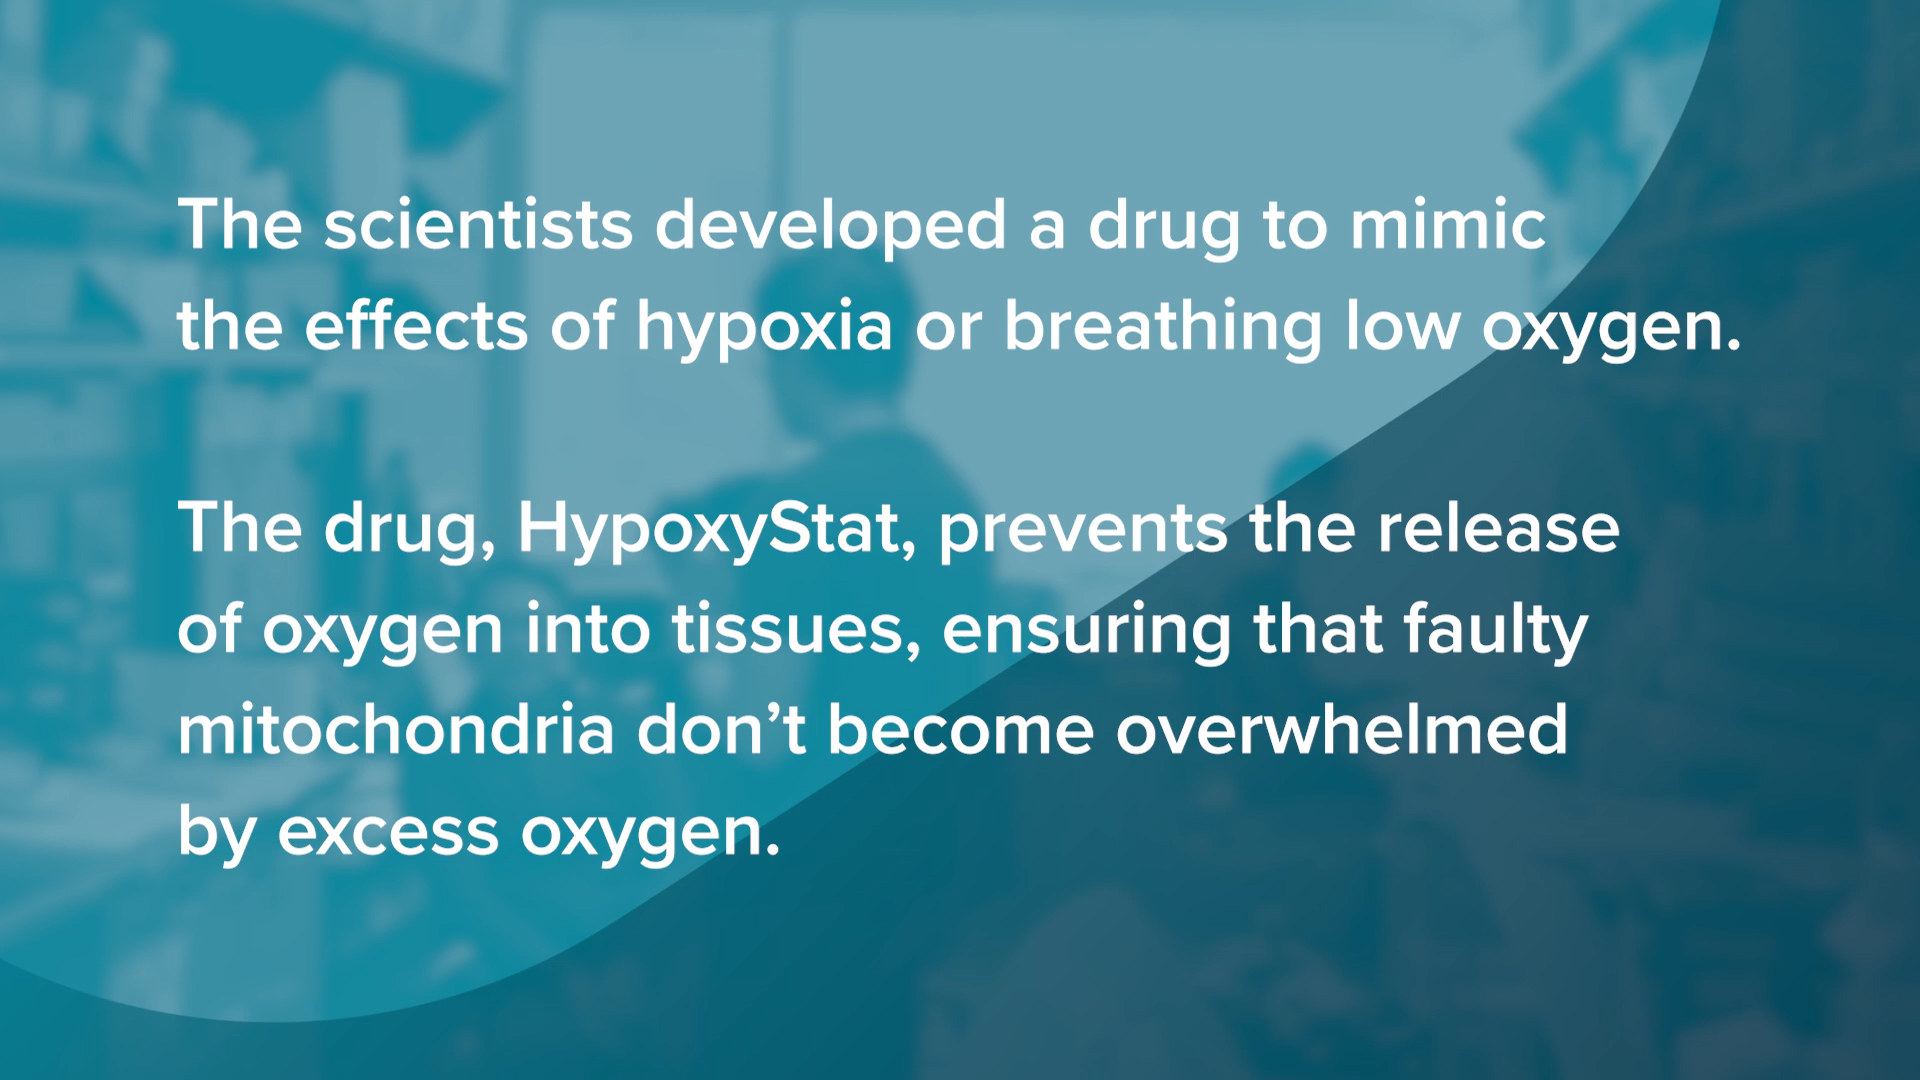 The scientists developed a drug to mimic
the effects of hypoxia or breathing low oxygen.
The drug, HypoxyStat, prevents the release
of oxygen into tissues, ensuring that faulty
mitochondria don’t become overwhelmed
by excess oxygen.